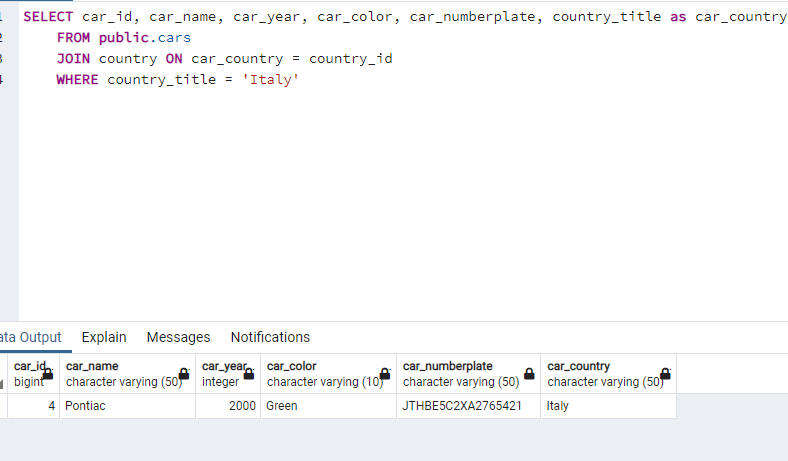 1 SELECT car_id, car_name, car_year, car_color, car_numberplate, country_title as car_country
2 FROM public.cars
3 JOIN country ON car_country = country_id
4 WHERE country_title = 'Italy'
ata Output Explain Messages Notifications
car_id car_name car_year car_color car_numberplate car_country
bigint character varying (50) integer character varying (10) character varying (50) character varying (50)
4 Pontiac 2000 Green JTHBE5C2XA2765421 Italy